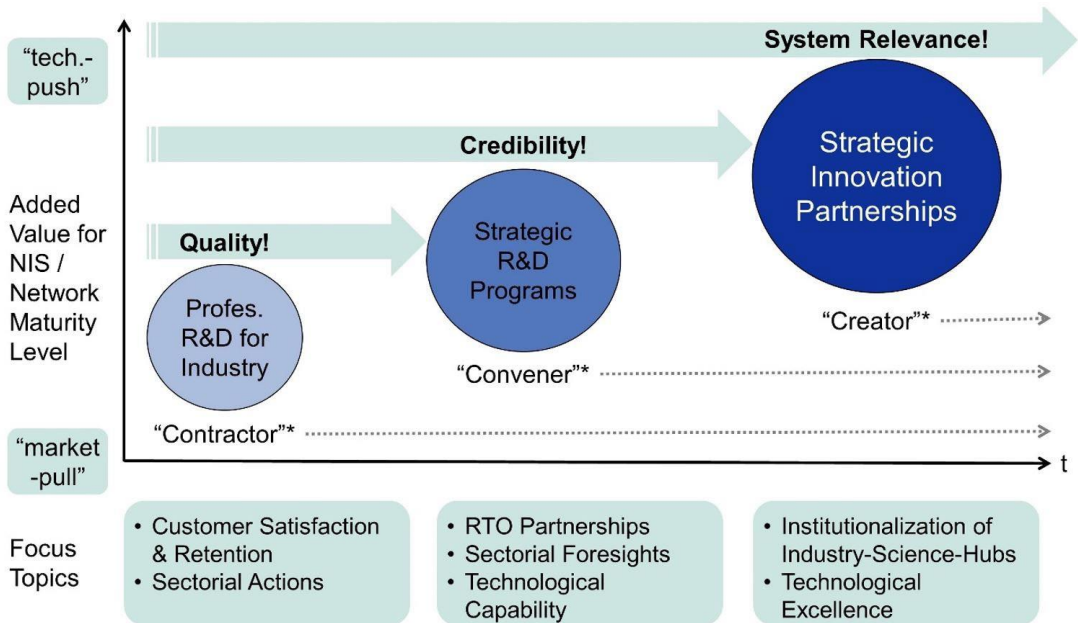 “tech.-
push”
System Relevance!
Credibility!
Strategic
Innovation
Partnerships
Added
Value for
NIS /
Network
Maturity
Level
Quality!
Strategic
R&D
Programs
Profes.
R&D for
Industry
“Creator”*
“Convener”*
“Contractor”*
“market
-pull”
t
Focus
Topics
• Customer Satisfaction
& Retention
• Sectorial Actions
• RTO Partnerships
• Sectorial Foresights
• Technological
Capability
• Institutionalization of
Industry-Science-Hubs
• Technological
Excellence